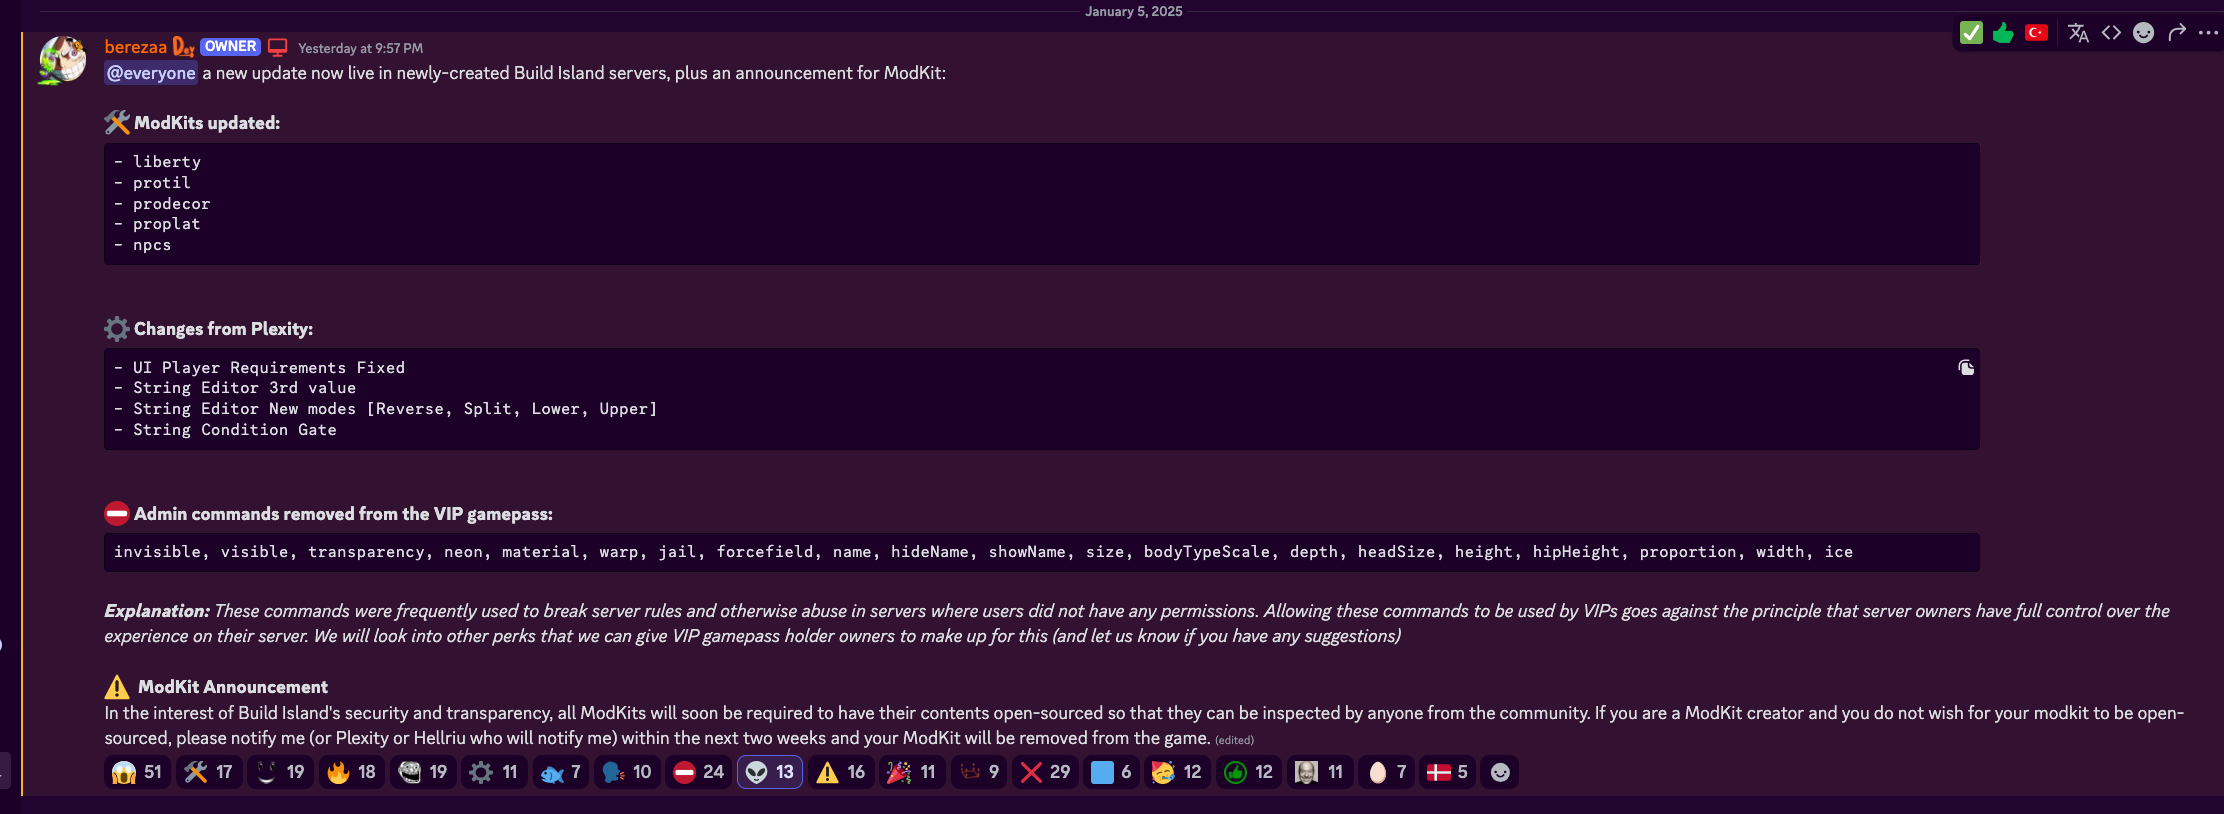 January 5, 2025
berezaa Dev OWNER Yesterday at 9:57 PM
@everyone a new update now live in newly-created Build Island servers, plus an announcement for ModKit:
ModKits updated:
- liberty
- protil
- prodecor
- proplat
- npcs
Changes from Plexity:
- UI Player Requirements Fixed
- String Editor 3rd value
- String Editor New modes [Reverse, Split, Lower, Upper]
- String Condition Gate
Admin commands removed from the VIP gamepass:
invisible, visible, transparency, neon, material, warp, jail, forcefield, name, hideName, showName, size, bodyTypeScale, depth, headSize, height, hipHeight, proportion, width, ice
Explanation: These commands were frequently used to break server rules and otherwise abuse in servers where users did not have any permissions. Allowing these commands to be used by VIPs goes against the principle that server owners have full control over the
experience on their server. We will look into other perks that we can give VIP gamepass holder owners to make up for this (and let us know if you have any suggestions)
ModKit Announcement
In the interest of Build Island's security and transparency, all ModKits will soon be required to have their contents open-sourced so that they can be inspected by anyone from the community. If you are a ModKit creator and you do not wish for your modkit to be open-
sourced, please notify me (or Plexity or Hellriu who will notify me) within the next two weeks and your ModKit will be removed from the game. (edited)
51 17 19 18 19 11 7 10 24 13 16 11 9 29 6 12 12 11 7 5